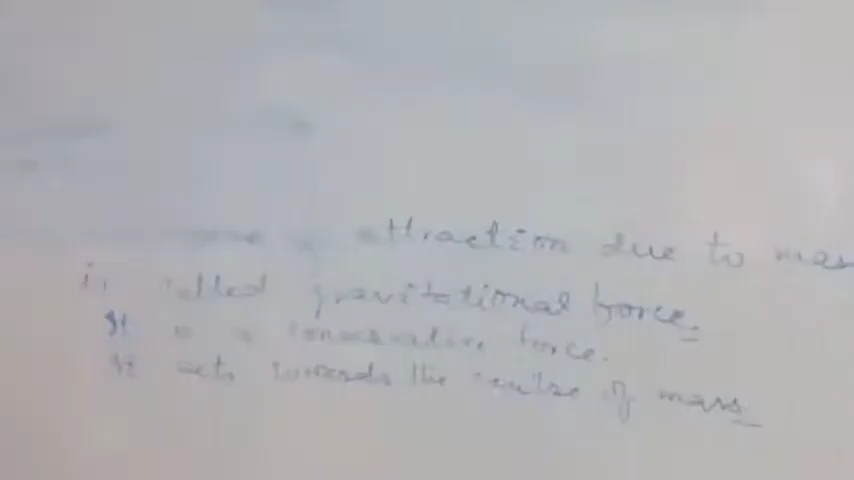 attraction due to mas
is called gravitational force.
It is a conservative force.
It acts towards the centre of mass